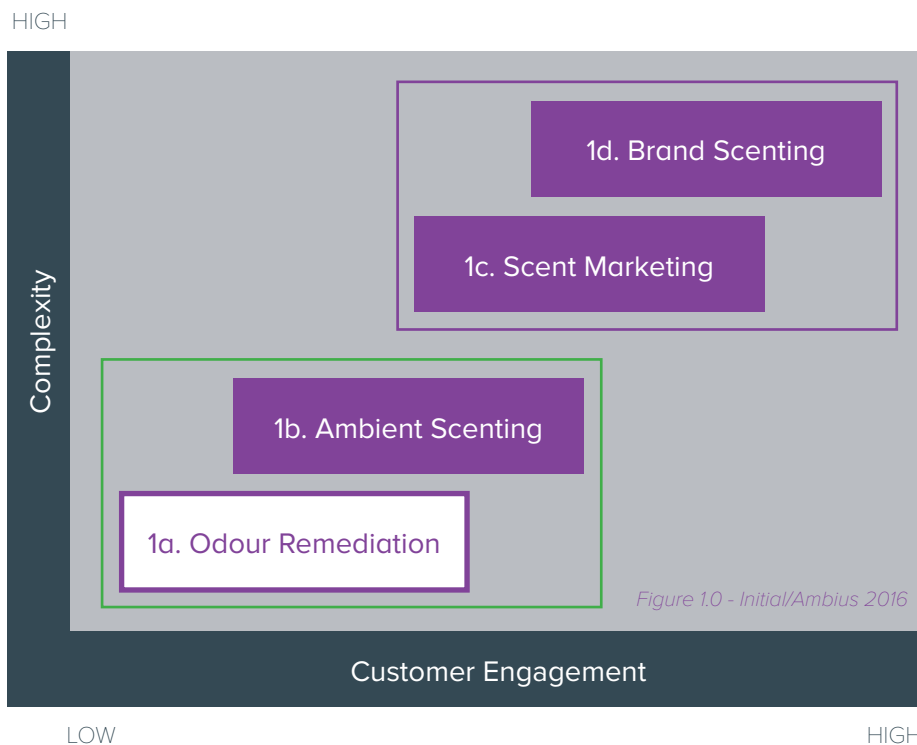 HIGH
1d. Brand Scenting
1c. Scent Marketing
Complexity
1b. Ambient Scenting
1a. Odour Remediation
Figure 1.0 - Initial/Ambius 2016
Customer Engagement
LOW
HIGH